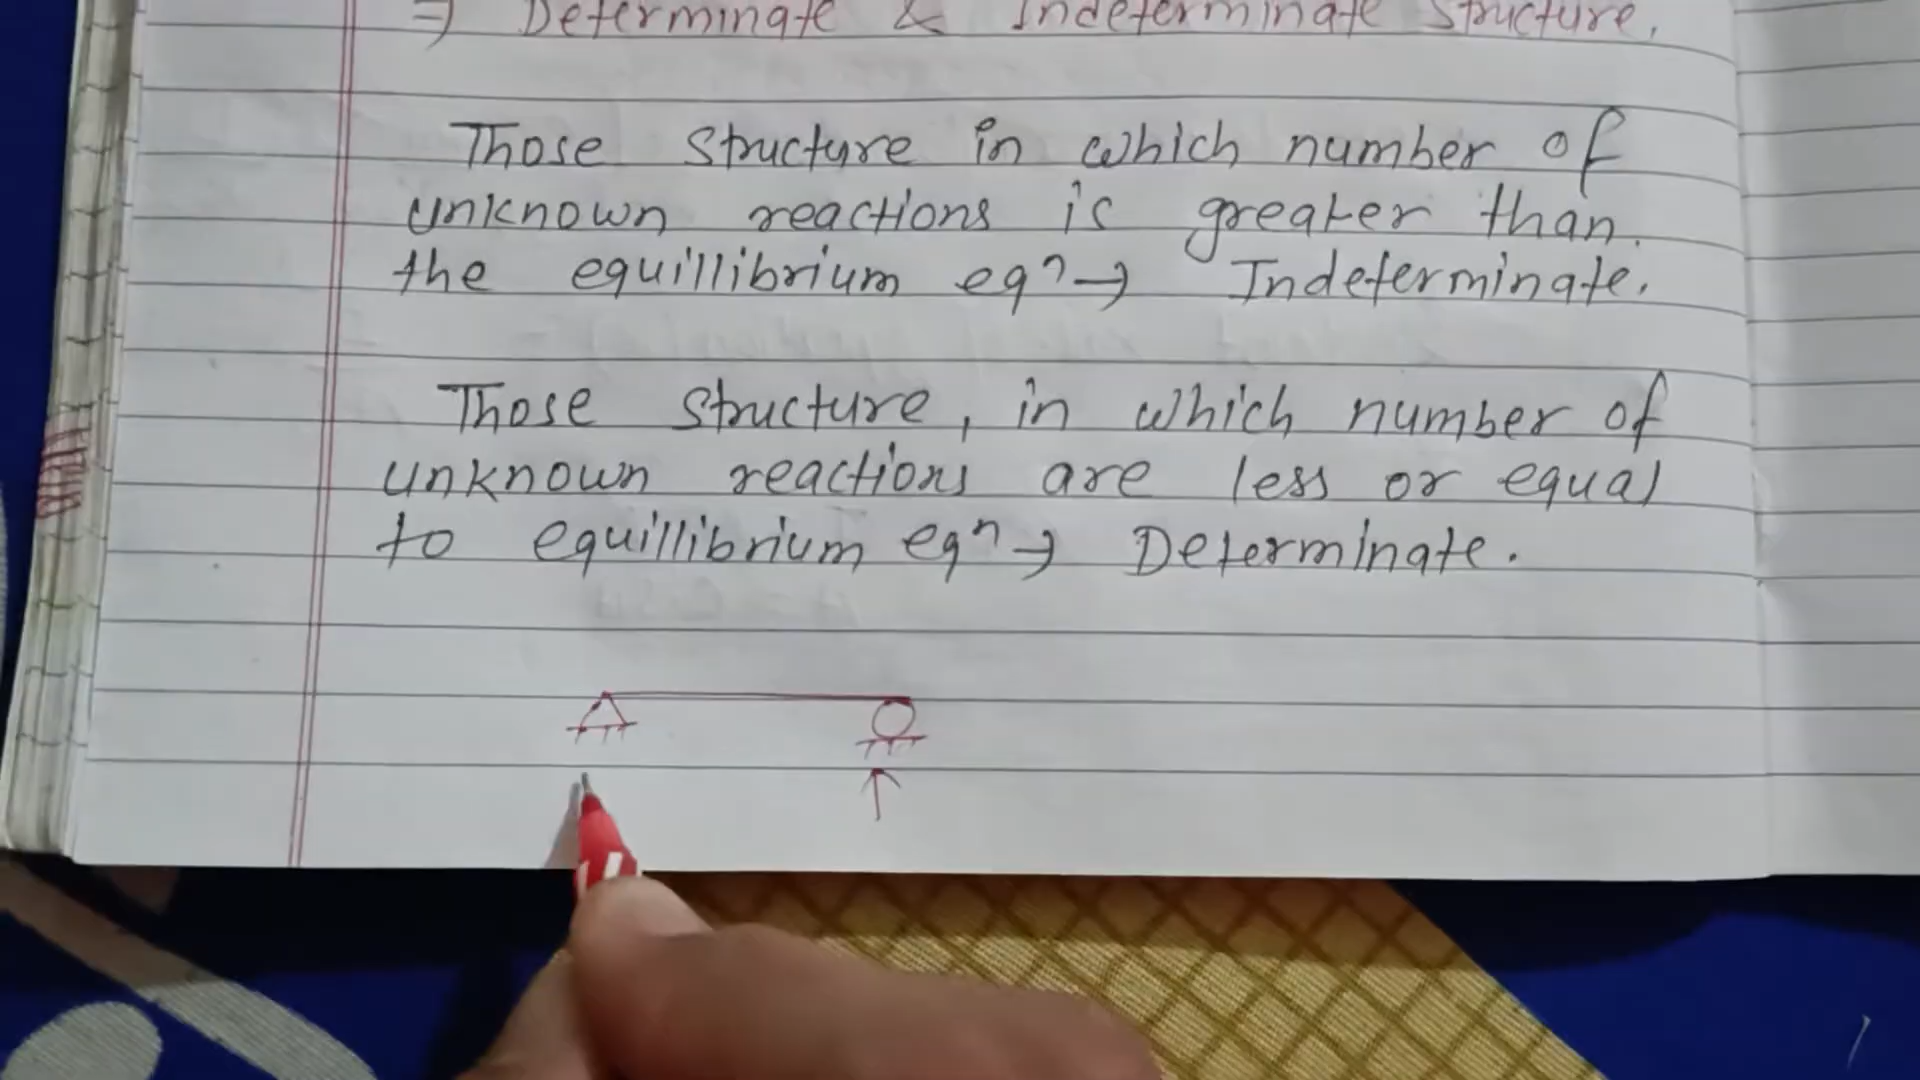 ⇒ Determinate & Indeterminate Structure.
Those Structure in which number of
unknown reactions is greater than
the equillibrium eqⁿ → Indeterminate.
Those Structure, in which number of
unknown reactions are less or equal
to equillibrium eqⁿ → Determinate.